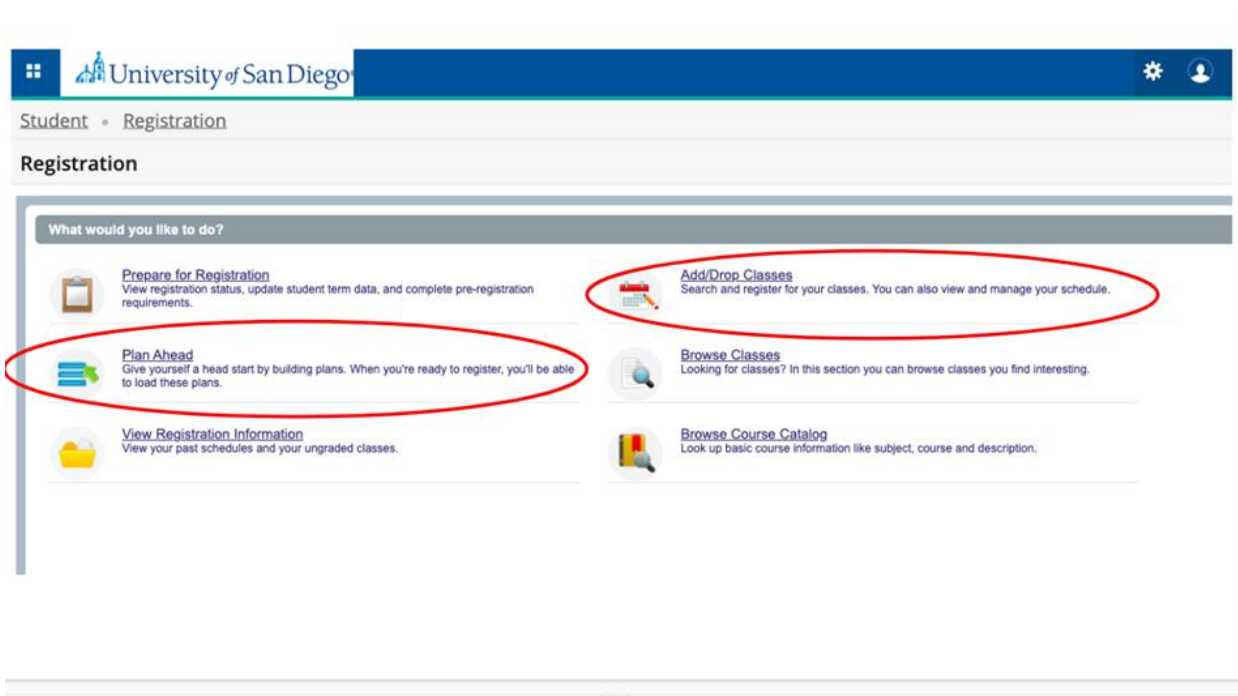 University of San Diego
Student • Registration
Registration
What would you like to do?
Prepare for Registration
View registration status, update student term data, and complete pre-registration
requirements.
Add/Drop Classes
Search and register for your classes. You can also view and manage your schedule.
Plan Ahead
Give yourself a head start by building plans. When you're ready to register, you'll be able
to load these plans.
Browse Classes
Looking for classes? In this section you can browse classes you find interesting.
View Registration Information
View your past schedules and your ungraded classes.
Browse Course Catalog
Look up basic course information like subject, course and description.